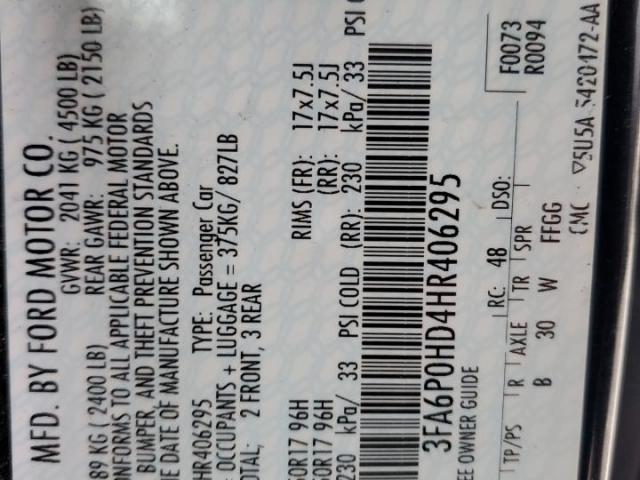 MFD. BY FORD MOTOR CO.
GVWR: 2041 KG ( 4500 LB)
89 KG ( 2400 LB) REAR GAWR: 975 KG ( 2150 LB)
ONFORMS TO ALL APPLICABLE FEDERAL MOTOR
BUMPER, AND THEFT PREVENTION STANDARDS
E DATE OF MANUFACTURE SHOWN ABOVE.
HR406295 TYPE: Passenger Car
= OCCUPANTS + LUGGAGE = 375KG/ 827LB
OTAL; 2 FRONT, 3 REAR
50R17 96H RIMS (FR): 17x7.5J
50R17 96H (RR): 17x7.5J
230 kPa/ 33 PSI COLD (RR): 230 kPa/ 33 PSI C
3FA6P0HD4HR406295
EE OWNER GUIDE
F0073
R0094
RC: 48 DSO:
TP/PS R AXLE TR SPR
B 30 W FFGG